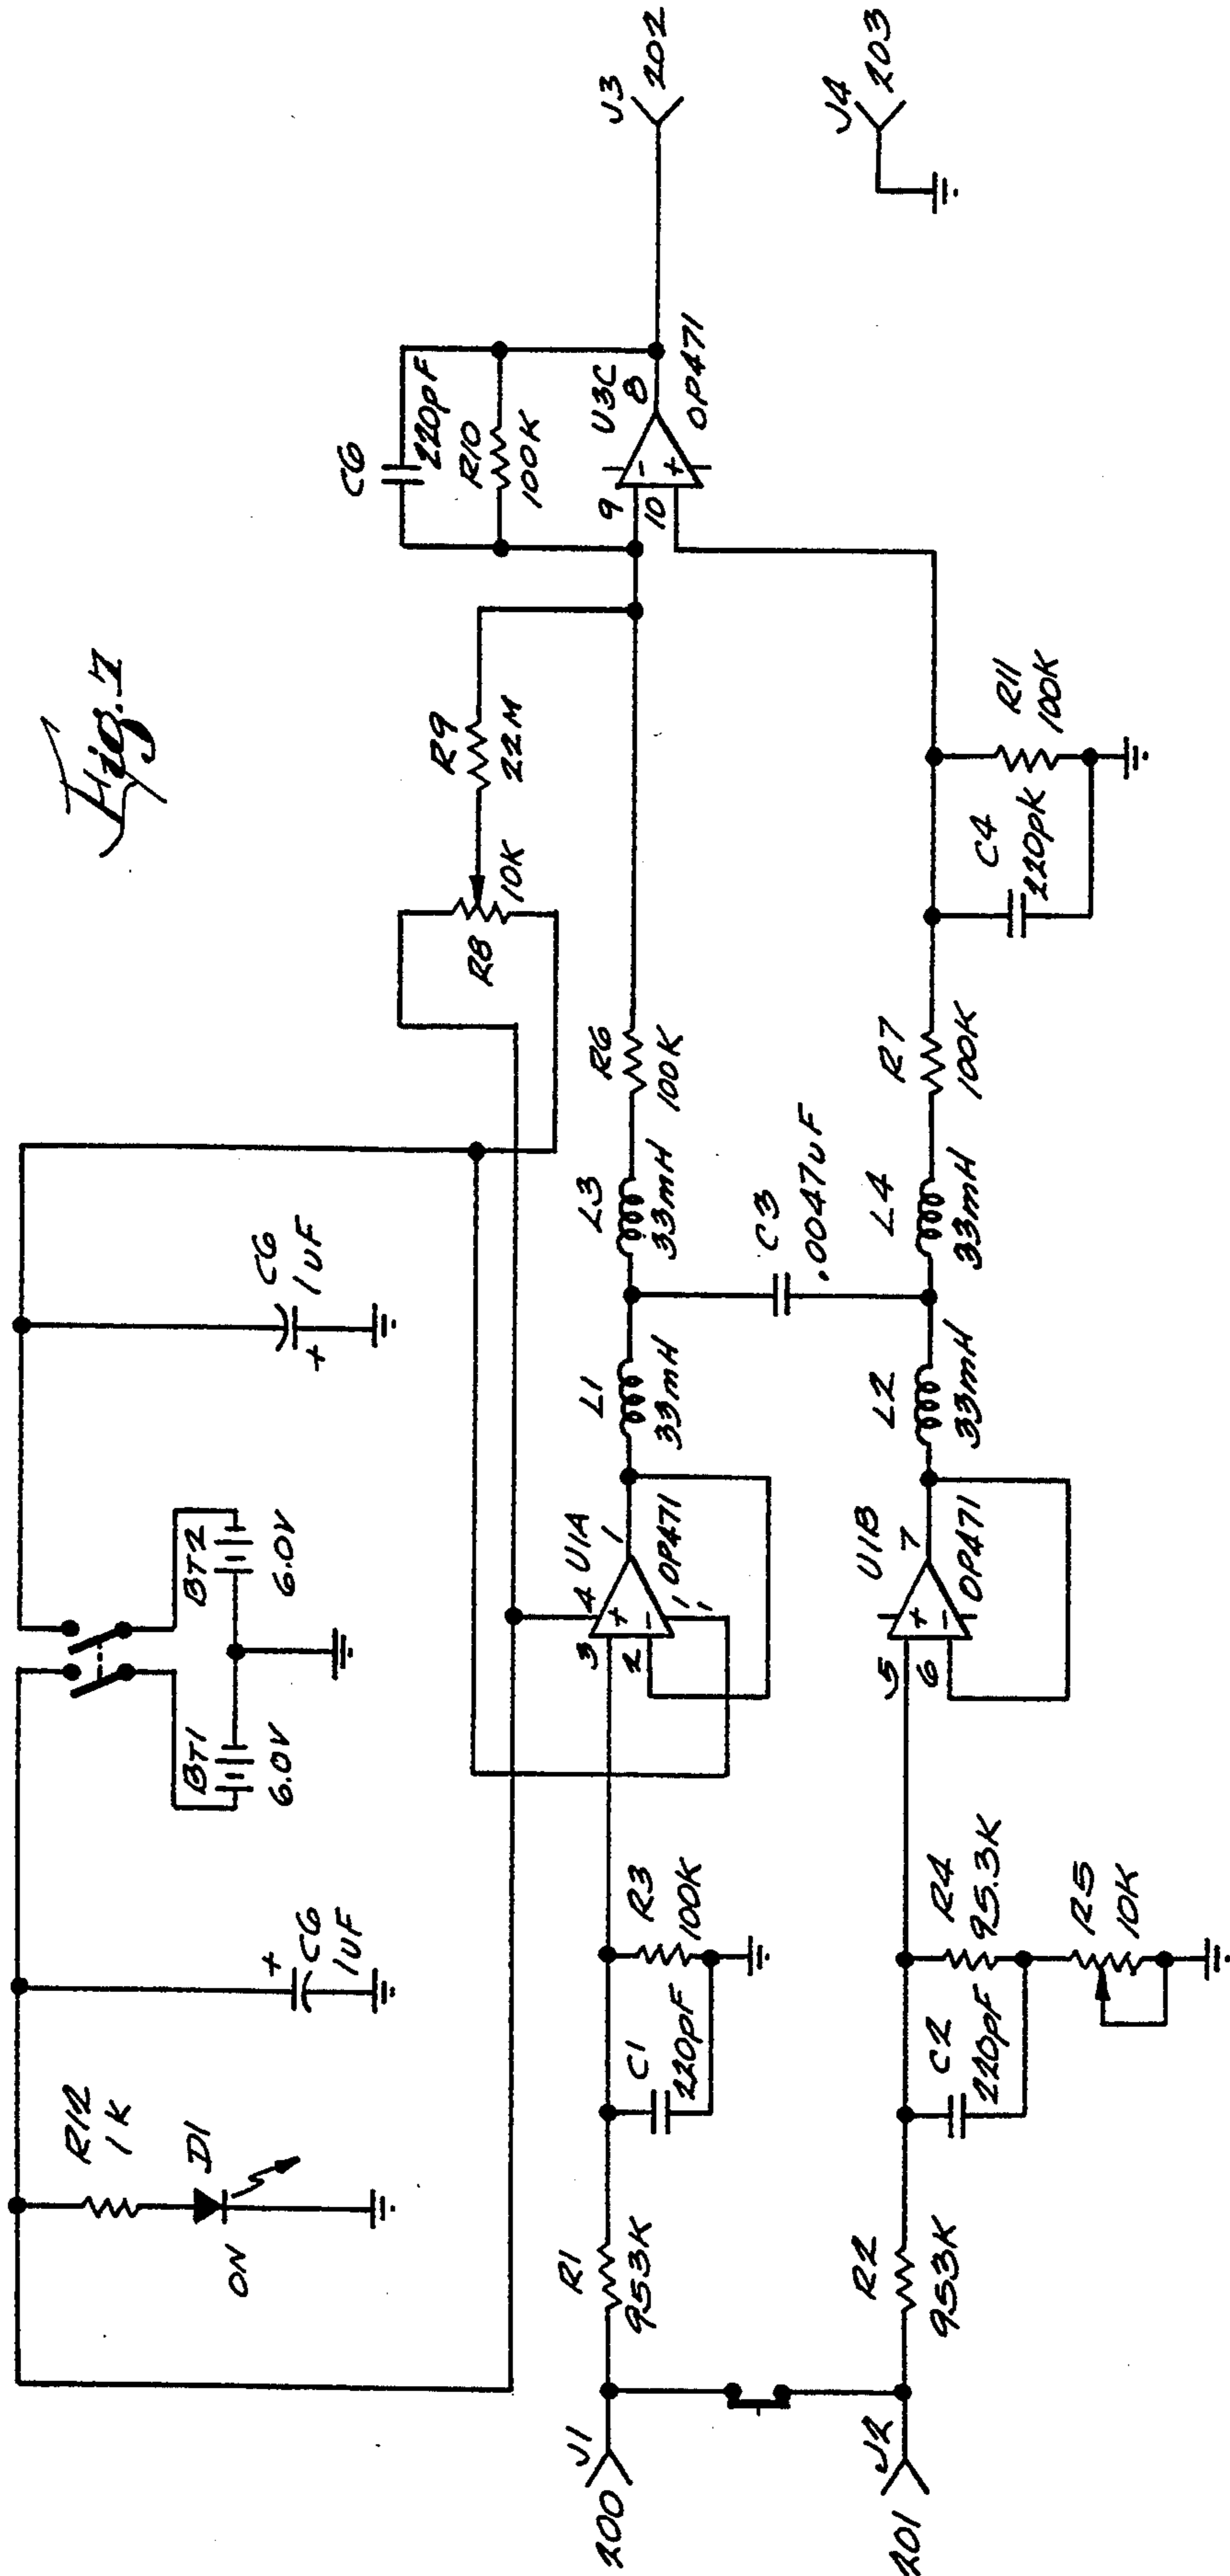 Fig. 7
R12
1K
D1
ON
+
C6
1UF
BT1
6.0V
BT2
6.0V
C6
1UF
+
R8
10K
R9
22M
C6
220pF
R10
100K
U3C
9
8
10
-
+
OP471
J3
202
J4
203
J1
200
R1
953K
C1
220pF
R3
100K
3
4
U1A
1
2
+
-
11
OP471
L1
33mH
L3
33mH
R6
100K
C3
.0047uF
J2
201
R2
953K
C2
220pF
R4
95.3K
R5
10K
5
6
U1B
7
+
-
OP471
L2
33mH
L4
33mH
R7
100K
C4
220pK
R11
100K